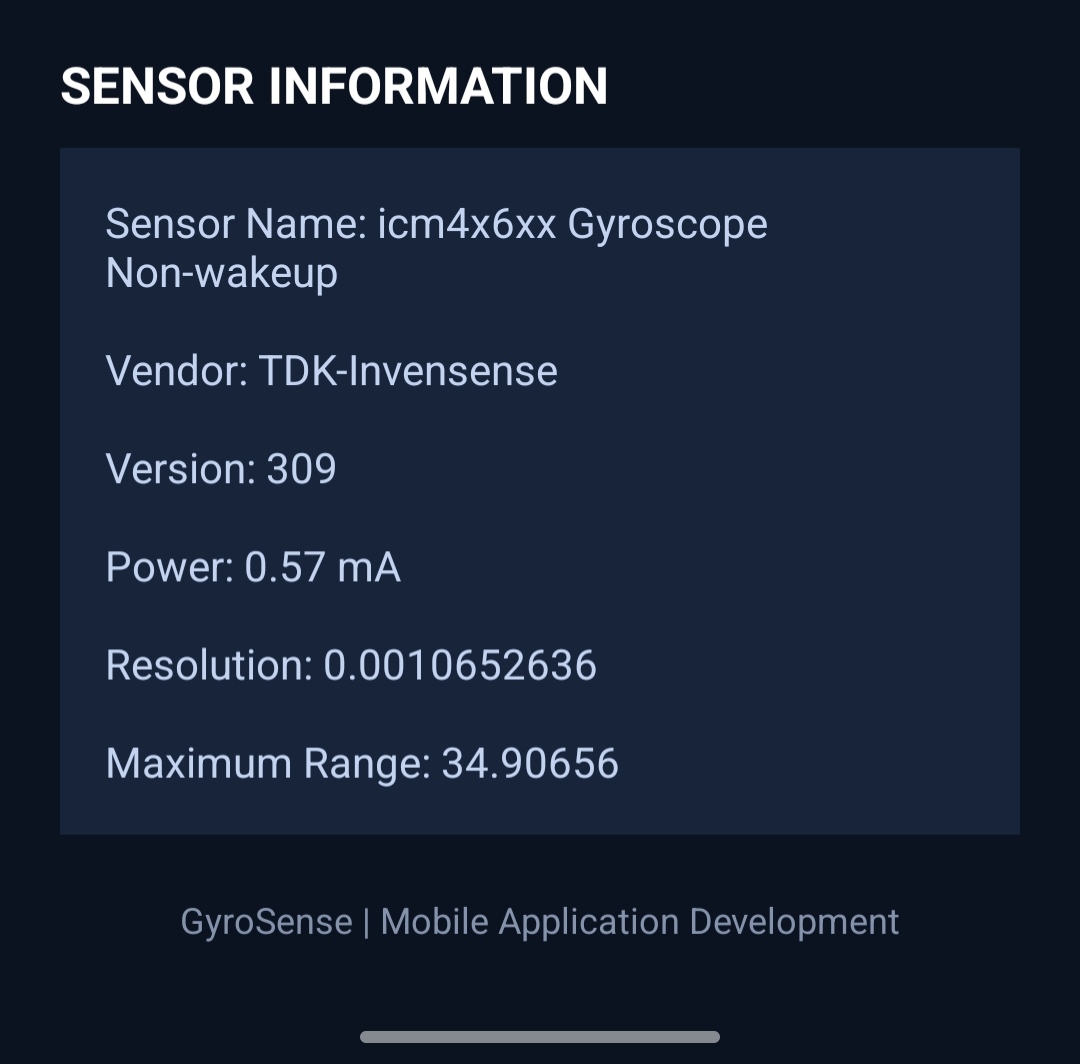 SENSOR INFORMATION
Sensor Name: icm4x6xx Gyroscope
Non-wakeup
Vendor: TDK-Invensense
Version: 309
Power: 0.57 mA
Resolution: 0.0010652636
Maximum Range: 34.90656
GyroSense | Mobile Application Development